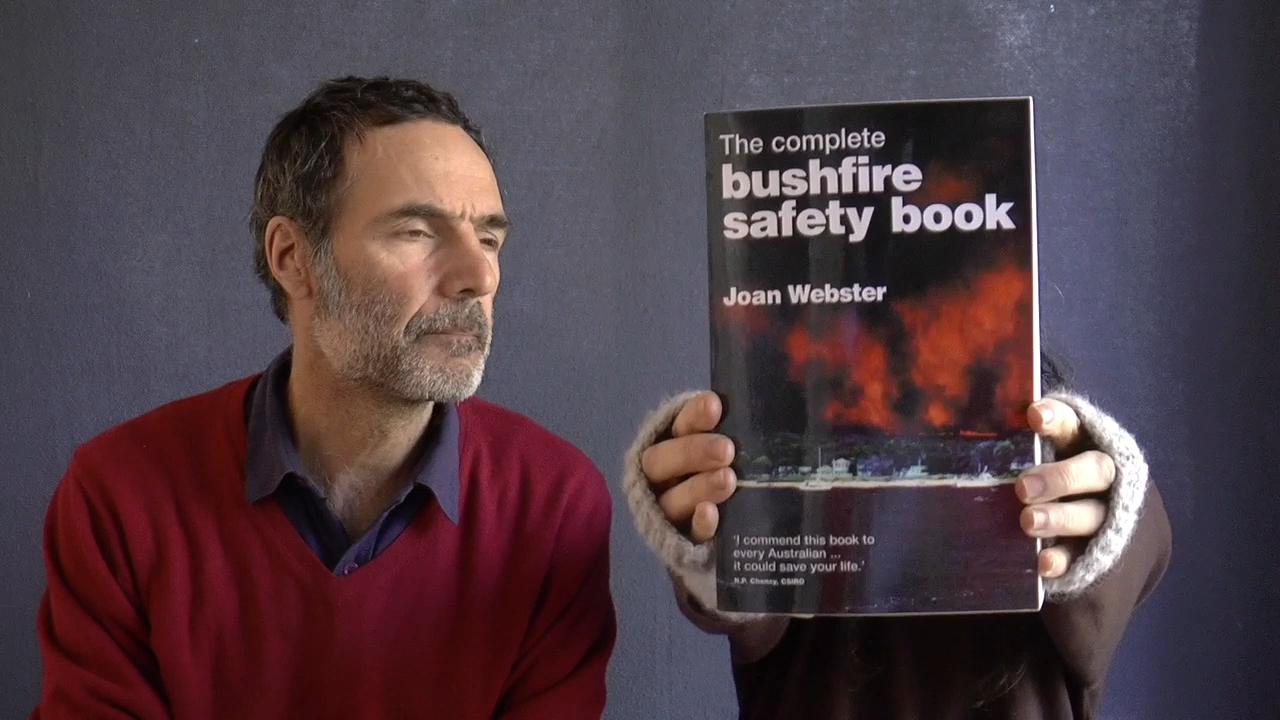 The complete
bushfire
safety book
Joan Webster
'I commend this book to
every Australian ...
it could save your life.'
N.P. Cheney, CSIRO